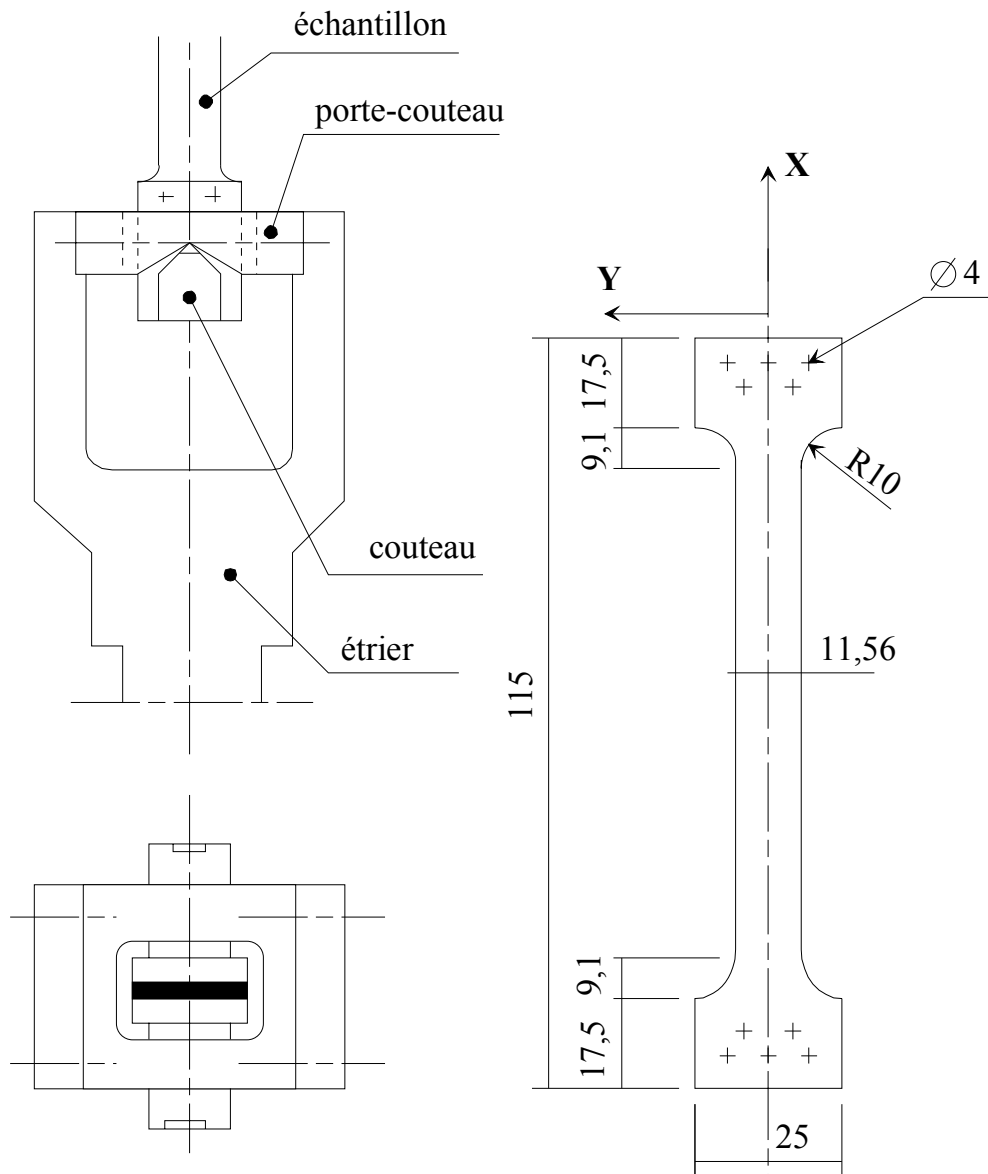 échantillon
porte-couteau
couteau
étrier
X
Y
∅ 4
17,5
9,1
R10
11,56
115
9,1
17,5
25